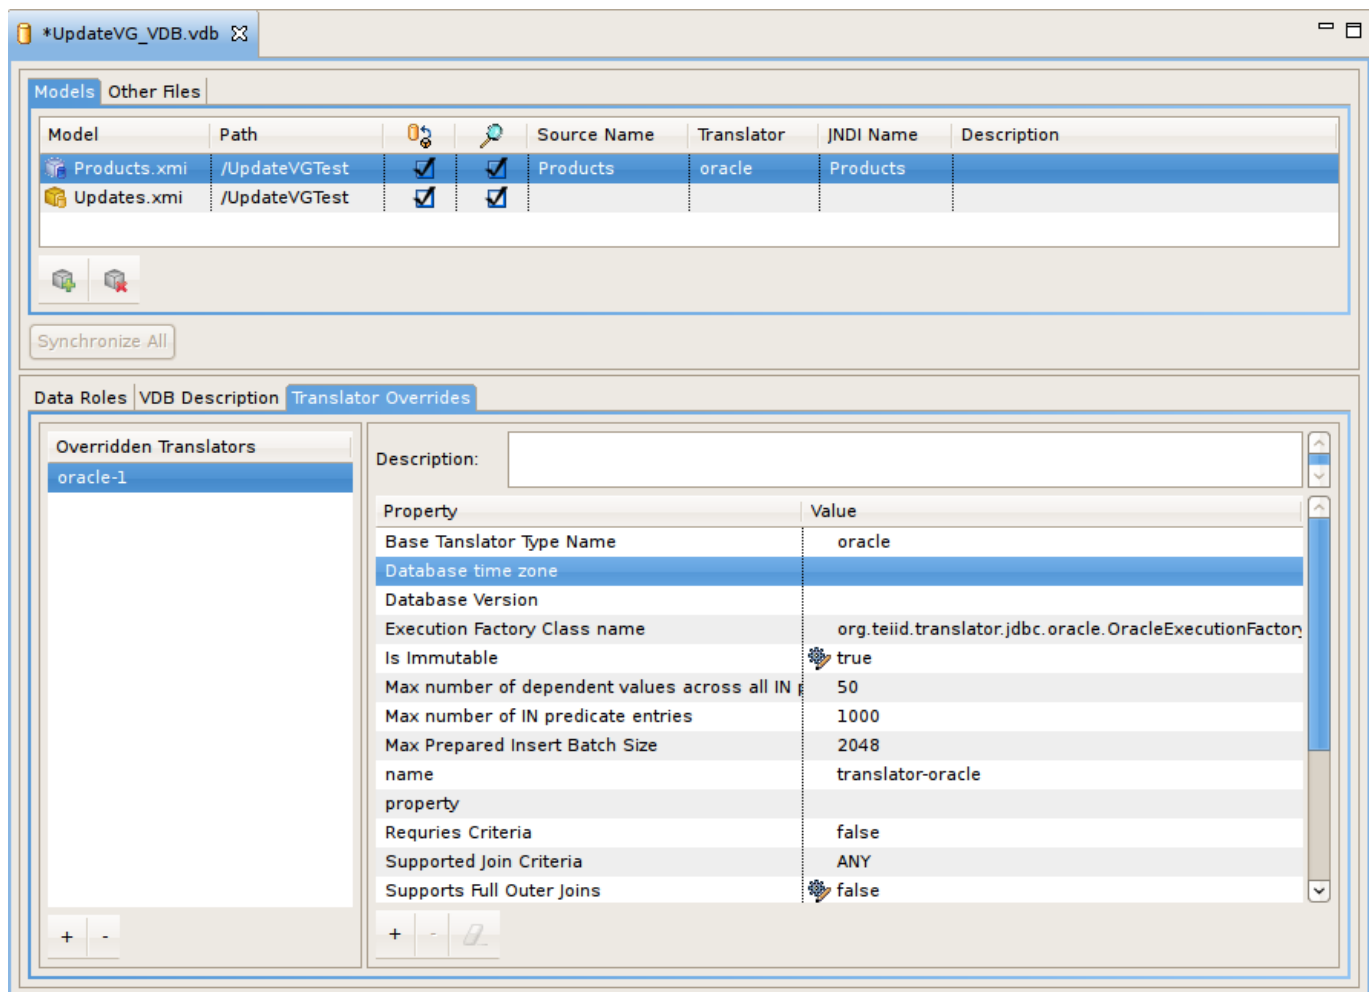 *UpdateVG_VDB.vdb
Models Other Files
Model Path Source Name Translator JNDI Name Description
Products.xmi /UpdateVGTest Products oracle Products
Updates.xmi /UpdateVGTest
Synchronize All
Data Roles VDB Description Translator Overrides
Overridden Translators
oracle-1
Description:
Property Value
Base Tanslator Type Name oracle
Database time zone
Database Version
Execution Factory Class name org.teiid.translator.jdbc.oracle.OracleExecutionFactory
Is Immutable true
Max number of dependent values across all IN p 50
Max number of IN predicate entries 1000
Max Prepared Insert Batch Size 2048
name translator-oracle
property
Requries Criteria false
Supported Join Criteria ANY
Supports Full Outer Joins false
+ -
+ -